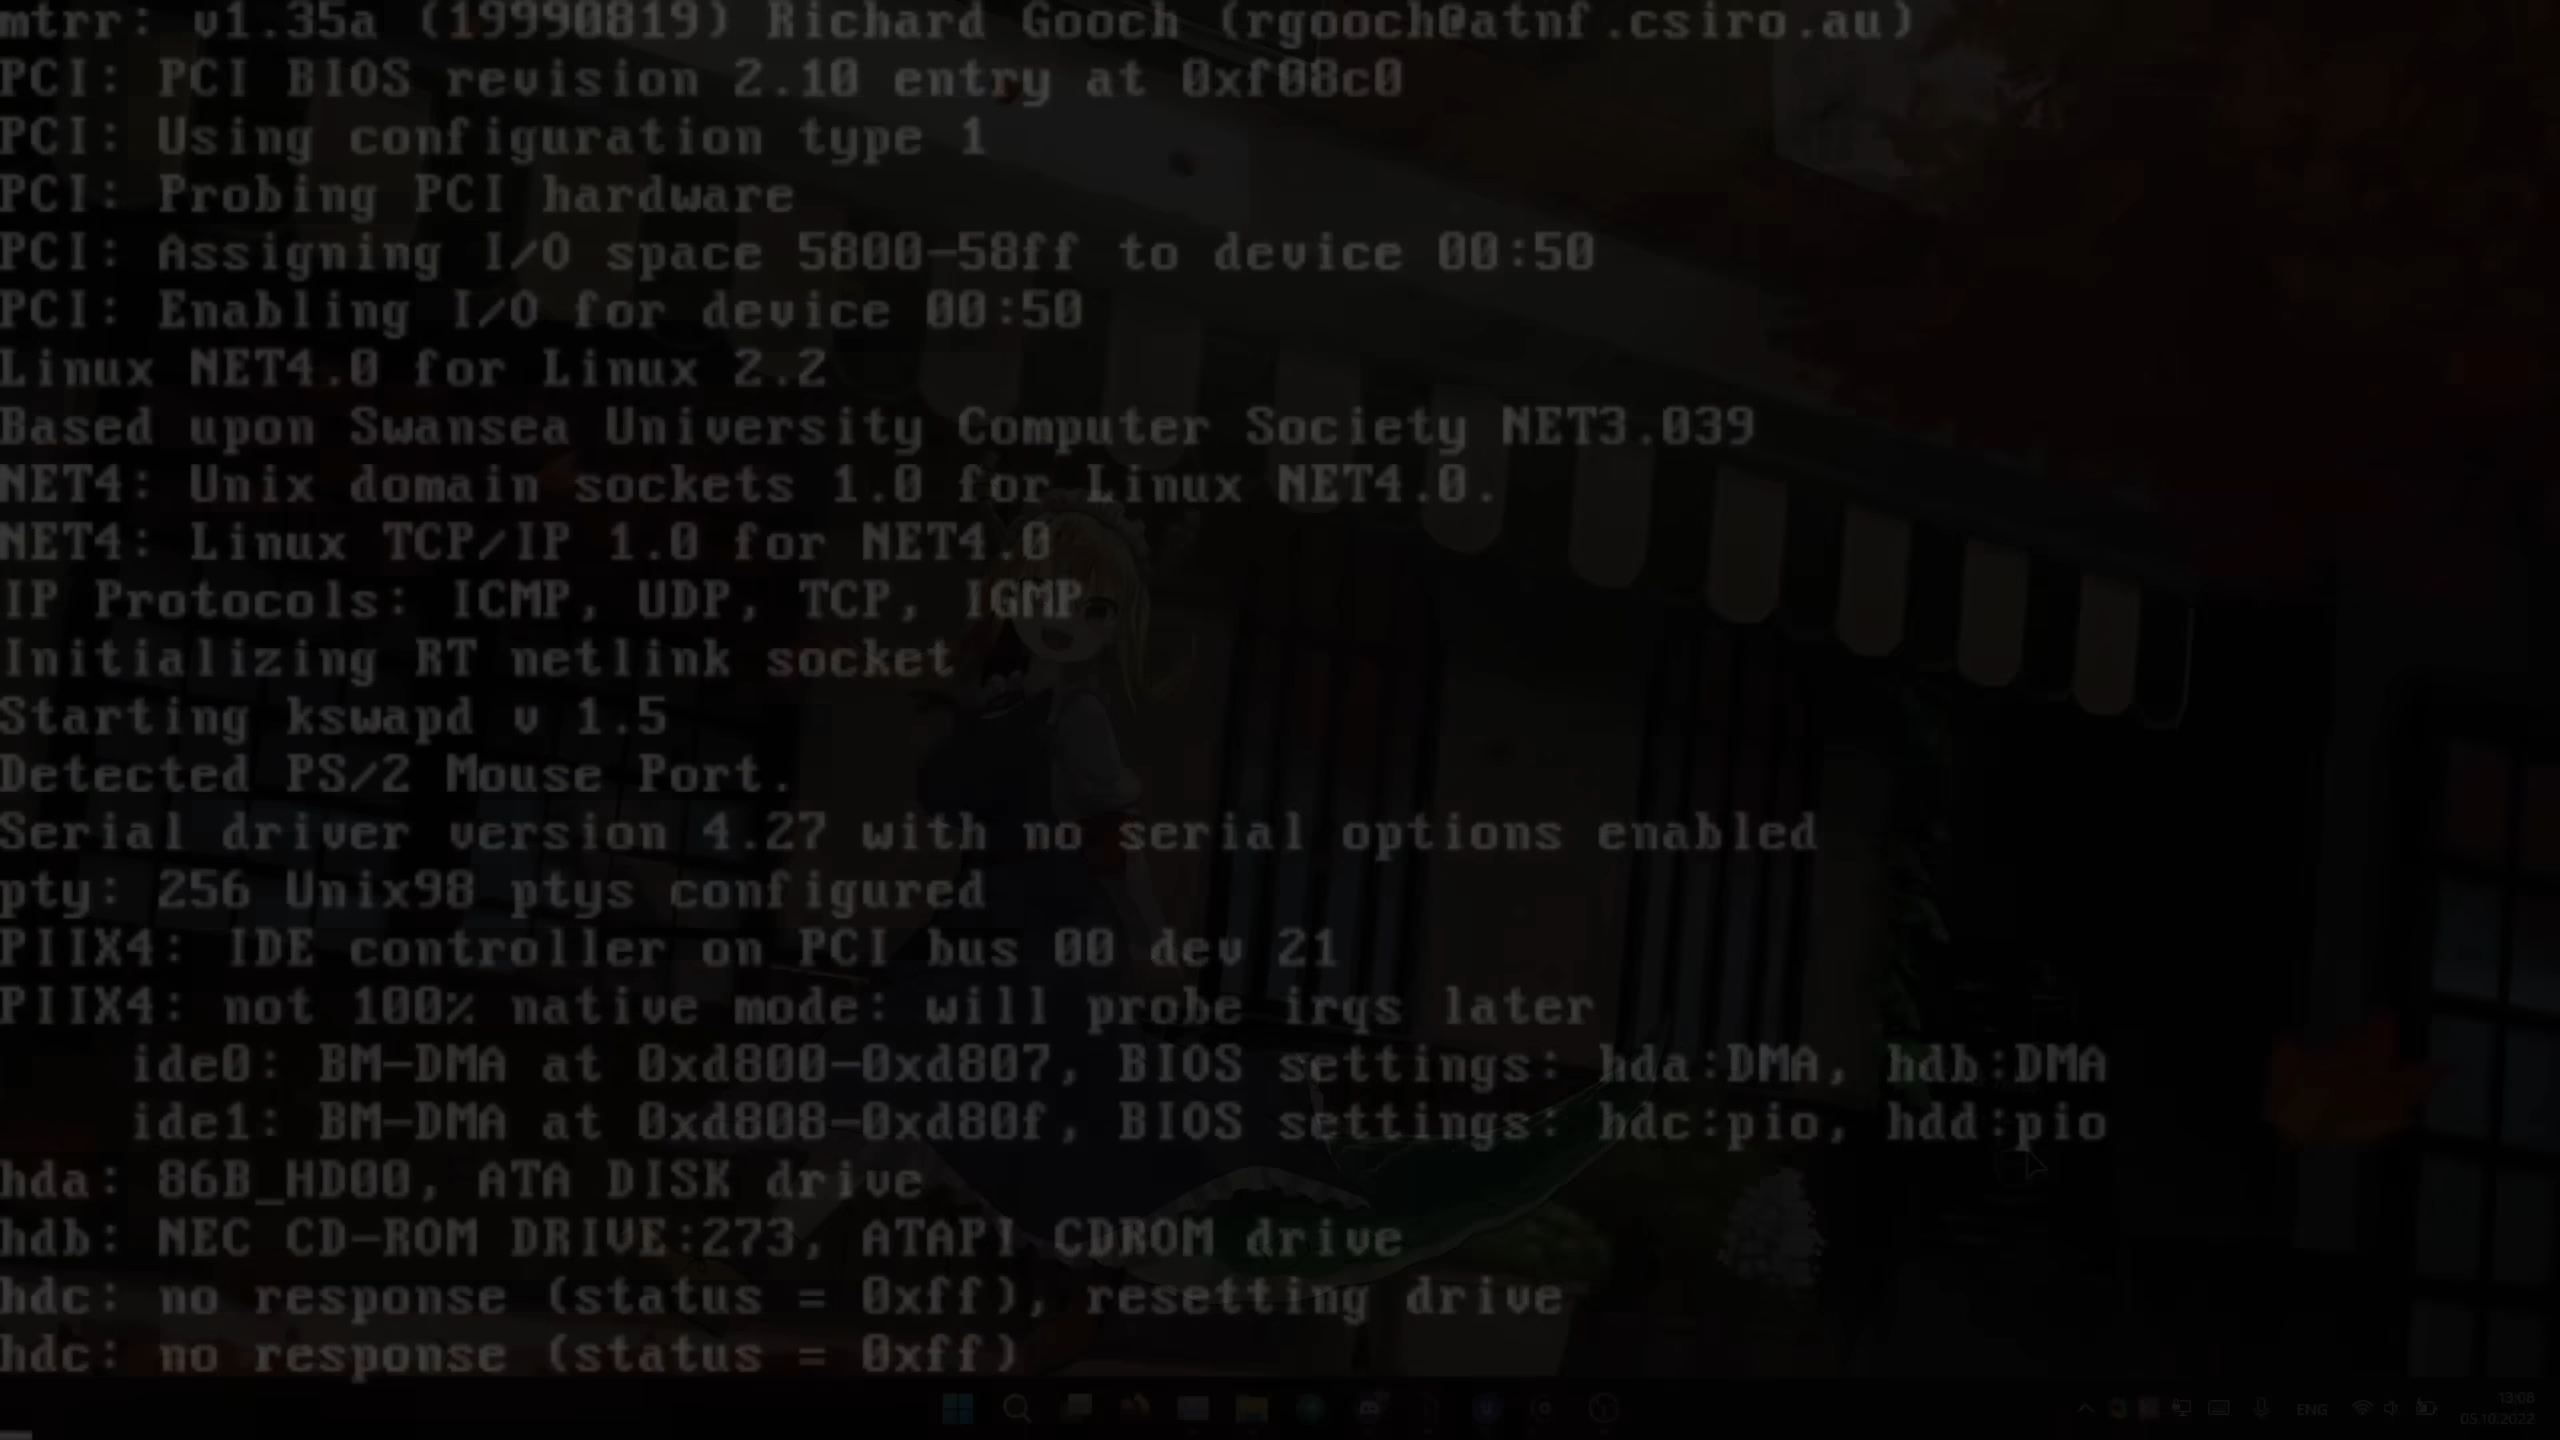 mtrr: v1.35a (19990819) Richard Gooch (rgooch@atnf.csiro.au)
PCI: PCI BIOS revision 2.10 entry at 0xf08c0
PCI: Using configuration type 1
PCI: Probing PCI hardware
PCI: Assigning I/O space 5800-58ff to device 00:50
PCI: Enabling I/O for device 00:50
Linux NET4.0 for Linux 2.2
Based upon Swansea University Computer Society NET3.039
NET4: Unix domain sockets 1.0 for Linux NET4.0.
NET4: Linux TCP/IP 1.0 for NET4.0
IP Protocols: ICMP, UDP, TCP, IGMP
Initializing RT netlink socket
Starting kswapd v 1.5
Detected PS/2 Mouse Port.
Serial driver version 4.27 with no serial options enabled
pty: 256 Unix98 ptys configured
PIIX4: IDE controller on PCI bus 00 dev 21
PIIX4: not 100% native mode: will probe irqs later
    ide0: BM-DMA at 0xd800-0xd807, BIOS settings: hda:DMA, hdb:DMA
    ide1: BM-DMA at 0xd808-0xd80f, BIOS settings: hdc:pio, hdd:pio
hda: 86B_HD00, ATA DISK drive
hdb: NEC CD-ROM DRIVE:273, ATAPI CDROM drive
hdc: no response (status = 0xff), resetting drive
hdc: no response (status = 0xff)
ENG
13:08
05.10.2022